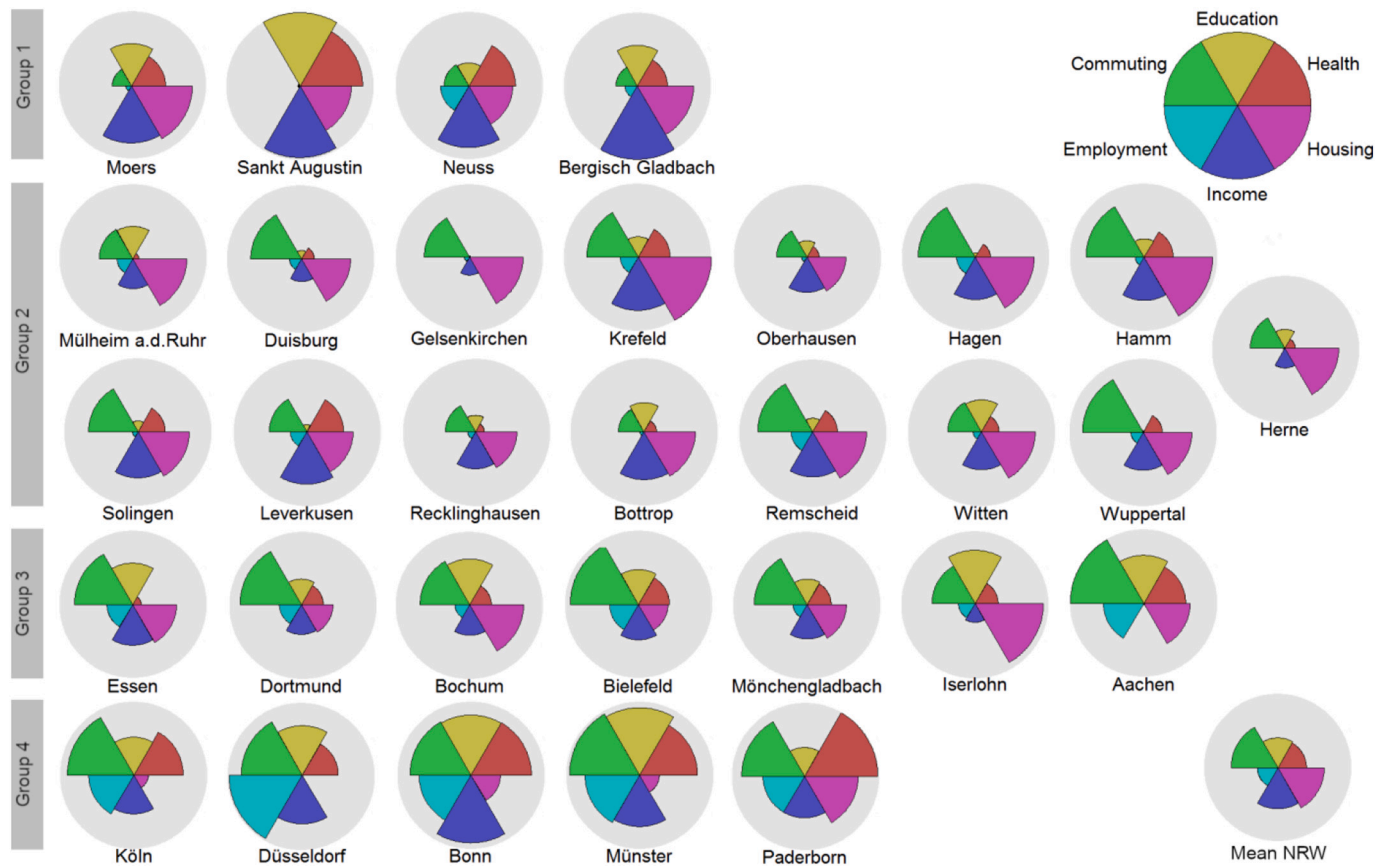 Group 1
Moers
Sankt Augustin
Neuss
Bergisch Gladbach
Education
Commuting
Health
Employment
Housing
Income
Group 2
Mülheim a.d.Ruhr
Duisburg
Gelsenkirchen
Krefeld
Oberhausen
Hagen
Hamm
Herne
Solingen
Leverkusen
Recklinghausen
Bottrop
Remscheid
Witten
Wuppertal
Group 3
Essen
Dortmund
Bochum
Bielefeld
Mönchengladbach
Iserlohn
Aachen
Group 4
Köln
Düsseldorf
Bonn
Münster
Paderborn
Mean NRW